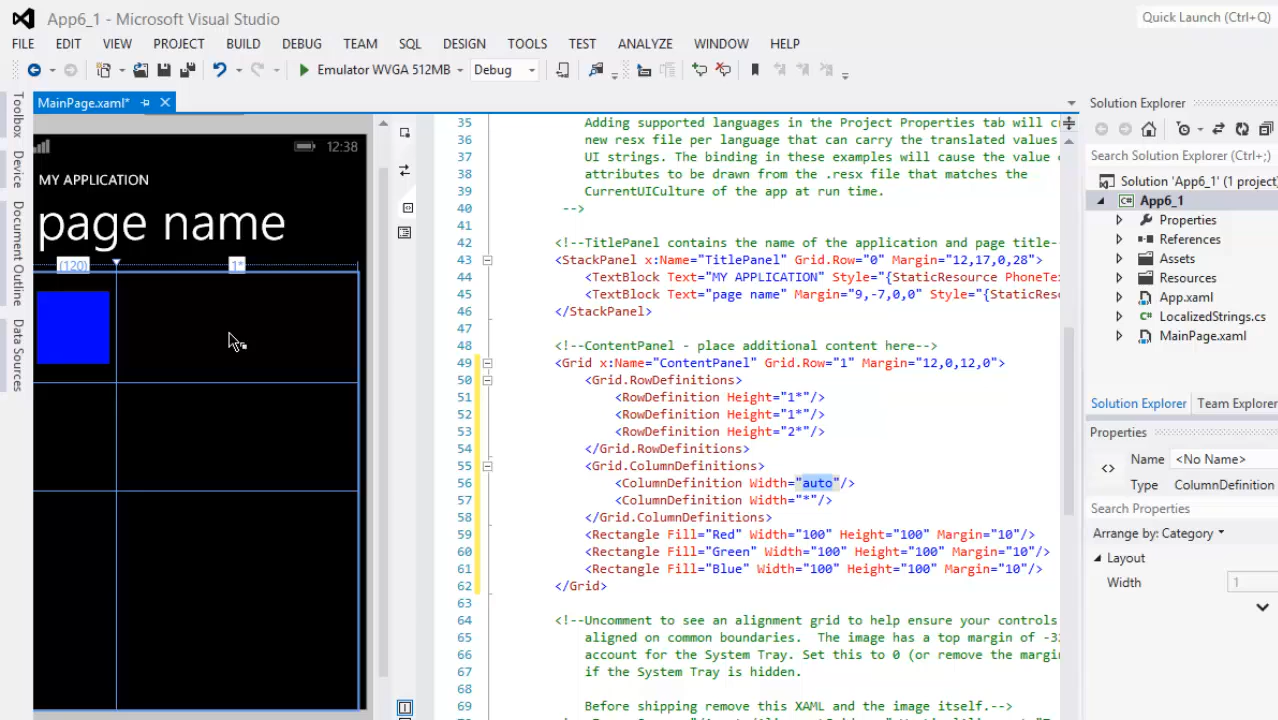 App6_1 - Microsoft Visual Studio
Quick Launch (Ctrl+Q)
FILE EDIT VIEW PROJECT BUILD DEBUG TEAM SQL DESIGN TOOLS TEST ANALYZE WINDOW HELP
Emulator WVGA 512MB Debug
MainPage.xaml*
Toolbox
Device
Document Outline
Data Sources
12:38
MY APPLICATION
page name
(120) 1*
35 Adding supported languages in the Project Properties tab will c
36 new resx file per language that can carry the translated values
37 UI strings. The binding in these examples will cause the value
38 attributes to be drawn from the .resx file that matches the
39 CurrentUICulture of the app at run time.
40 -->
41
42 <!--TitlePanel contains the name of the application and page title-
43 <StackPanel x:Name="TitlePanel" Grid.Row="0" Margin="12,17,0,28">
44 <TextBlock Text="MY APPLICATION" Style="{StaticResource PhoneTex
45 <TextBlock Text="page name" Margin="9,-7,0,0" Style="{StaticReso
46 </StackPanel>
47
48 <!--ContentPanel - place additional content here-->
49 <Grid x:Name="ContentPanel" Grid.Row="1" Margin="12,0,12,0">
50 <Grid.RowDefinitions>
51 <RowDefinition Height="1*"/>
52 <RowDefinition Height="1*"/>
53 <RowDefinition Height="2*"/>
54 </Grid.RowDefinitions>
55 <Grid.ColumnDefinitions>
56 <ColumnDefinition Width="auto"/>
57 <ColumnDefinition Width="*"/>
58 </Grid.ColumnDefinitions>
59 <Rectangle Fill="Red" Width="100" Height="100" Margin="10"/>
60 <Rectangle Fill="Green" Width="100" Height="100" Margin="10"/>
61 <Rectangle Fill="Blue" Width="100" Height="100" Margin="10"/>
62 </Grid>
63
64 <!--Uncomment to see an alignment grid to help ensure your controls
65 aligned on common boundaries. The image has a top margin of -32
66 account for the System Tray. Set this to 0 (or remove the margin
67 if the System Tray is hidden.
68
69 Before shipping remove this XAML and the image itself.-->
Solution Explorer
Search Solution Explorer (Ctrl+;)
Solution 'App6_1' (1 project)
App6_1
Properties
References
Assets
Resources
App.xaml
LocalizedStrings.cs
MainPage.xaml
Solution Explorer Team Explorer
Properties
Name <No Name>
Type ColumnDefinition
Search Properties
Arrange by: Category
Layout
Width 1